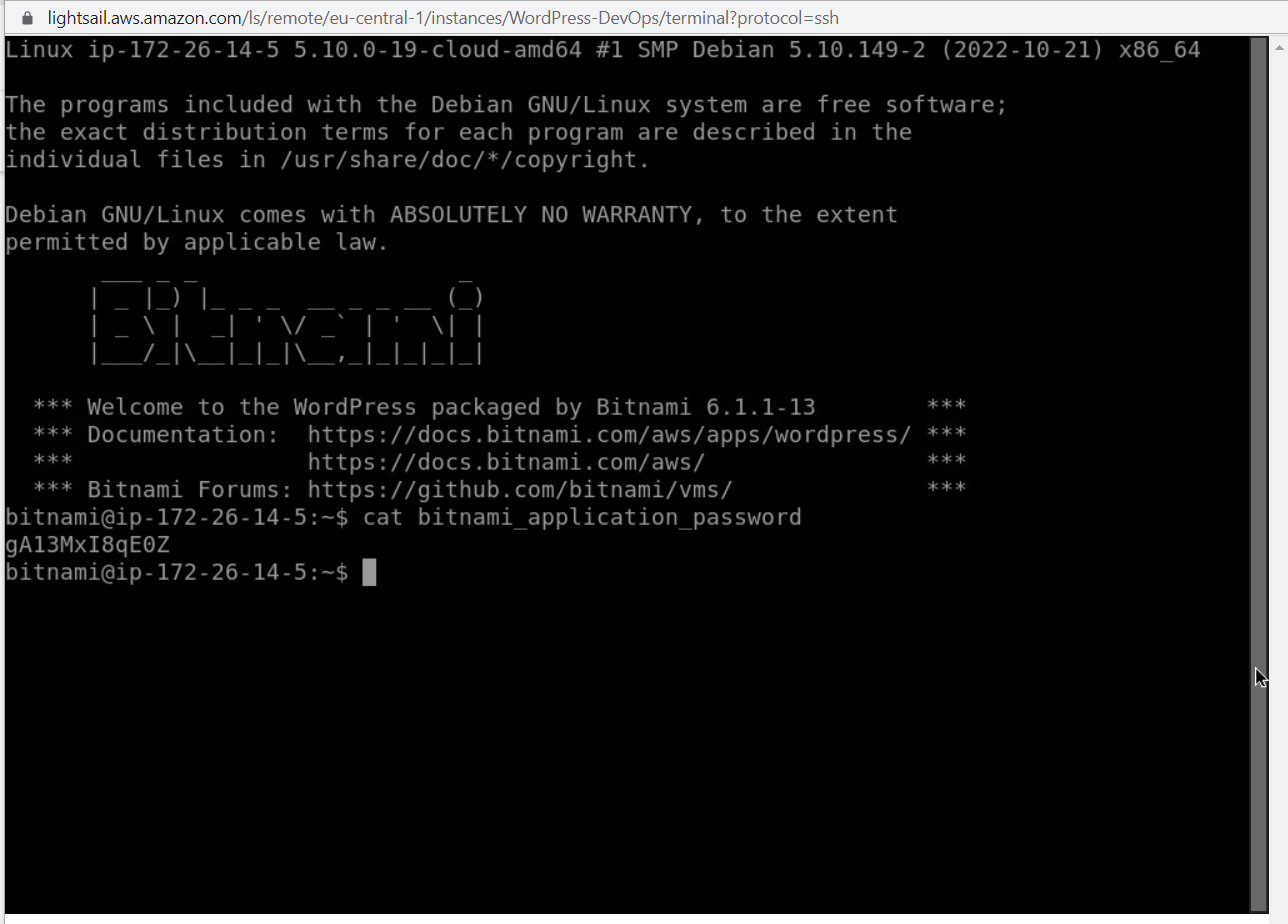 lightsail.aws.amazon.com/ls/remote/eu-central-1/instances/WordPress-DevOps/terminal?protocol=ssh
Linux ip-172-26-14-5 5.10.0-19-cloud-amd64 #1 SMP Debian 5.10.149-2 (2022-10-21) x86_64
The programs included with the Debian GNU/Linux system are free software;
the exact distribution terms for each program are described in the
individual files in /usr/share/doc/*/copyright.
Debian GNU/Linux comes with ABSOLUTELY NO WARRANTY, to the extent
permitted by applicable law.
Bitnami
*** Welcome to the WordPress packaged by Bitnami 6.1.1-13 ***
*** Documentation: https://docs.bitnami.com/aws/apps/wordpress/ ***
*** https://docs.bitnami.com/aws/ ***
*** Bitnami Forums: https://github.com/bitnami/vms/ ***
bitnami@ip-172-26-14-5:~$ cat bitnami_application_password
gA13MxI8qE0Z
bitnami@ip-172-26-14-5:~$